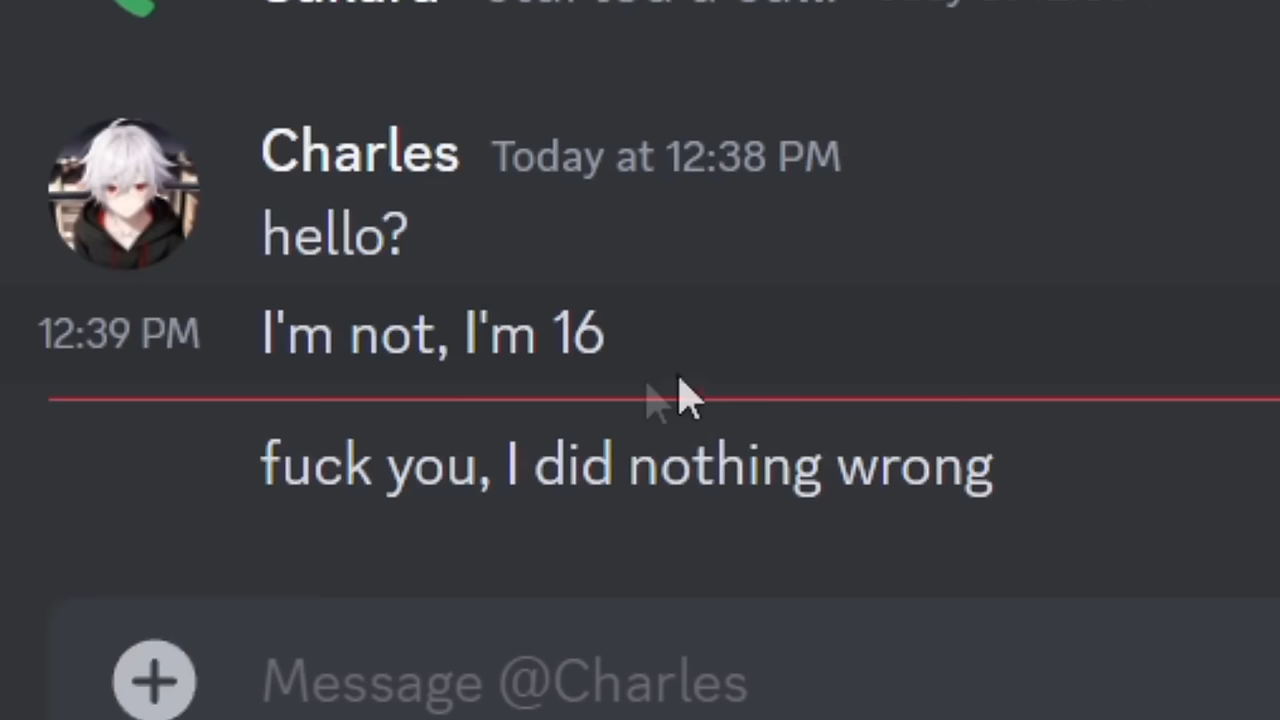 Charles Today at 12:38 PM
hello?
12:39 PM I'm not, I'm 16
fuck you, I did nothing wrong
Message @Charles